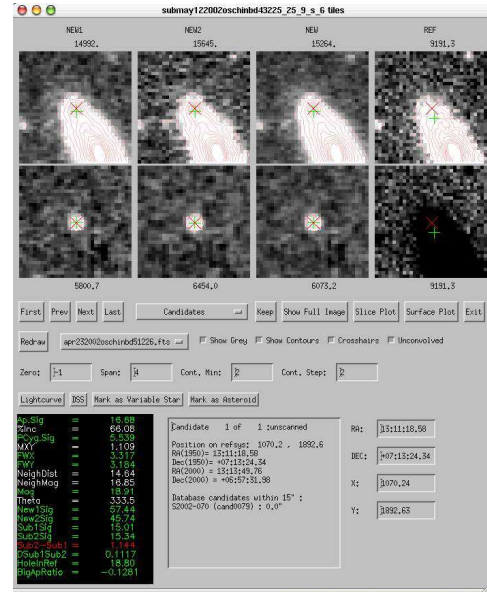 submay122002oschinbd43225_25_9_s_6 tiles
NEW1 NEW2 NEW REF
14992. 15645. 15264. 9191.3
5800.7 6454.0 6073.2 9191.3
First Prev Next Last Candidates Keep Show Full Image Slice Plot Surface Plot Exit
Redraw apr232002oschinbd51226.fts Show Grey Show Contours Crosshairs Unconvolved
Zero: -1 Span: 4 Cont. Min: 2 Cont. Step: 2
Lightcurve DSS Mark as Variable Star Mark as Asteroid
Ap.Sig = 16.68
%Inc = 66.08
PCyg.Sig = 5.539
MXY = 1.109
FWX = 3.317
FWY = 3.184
NeighDist = 14.64
NeighMag = 16.85
Mag = 18.91
Theta = 333.5
New1Sig = 57.44
New2Sig = 45.74
Sub1Sig = 15.01
Sub2Sig = 15.34
Sub2-Sub1 = 1.144
DSub1Sub2 = 0.1117
HoleInRef = 18.80
BigApRatio = -0.1281
Candidate 1 of 1 :unscanned
Position on refsys: 1070.2 , 1892.6
RA(1950)= 13:11:18.58
Dec(1950)= +07:13:24.34
RA(2000) = 13:13:49.76
Dec(2000) = +06:57:31.98
Database candidates within 15" :
S2002-070 (cand0079) : 0.0"
RA: 13:11:18.58
DEC: +07:13:24.34
X: 1070.24
Y: 1892.63